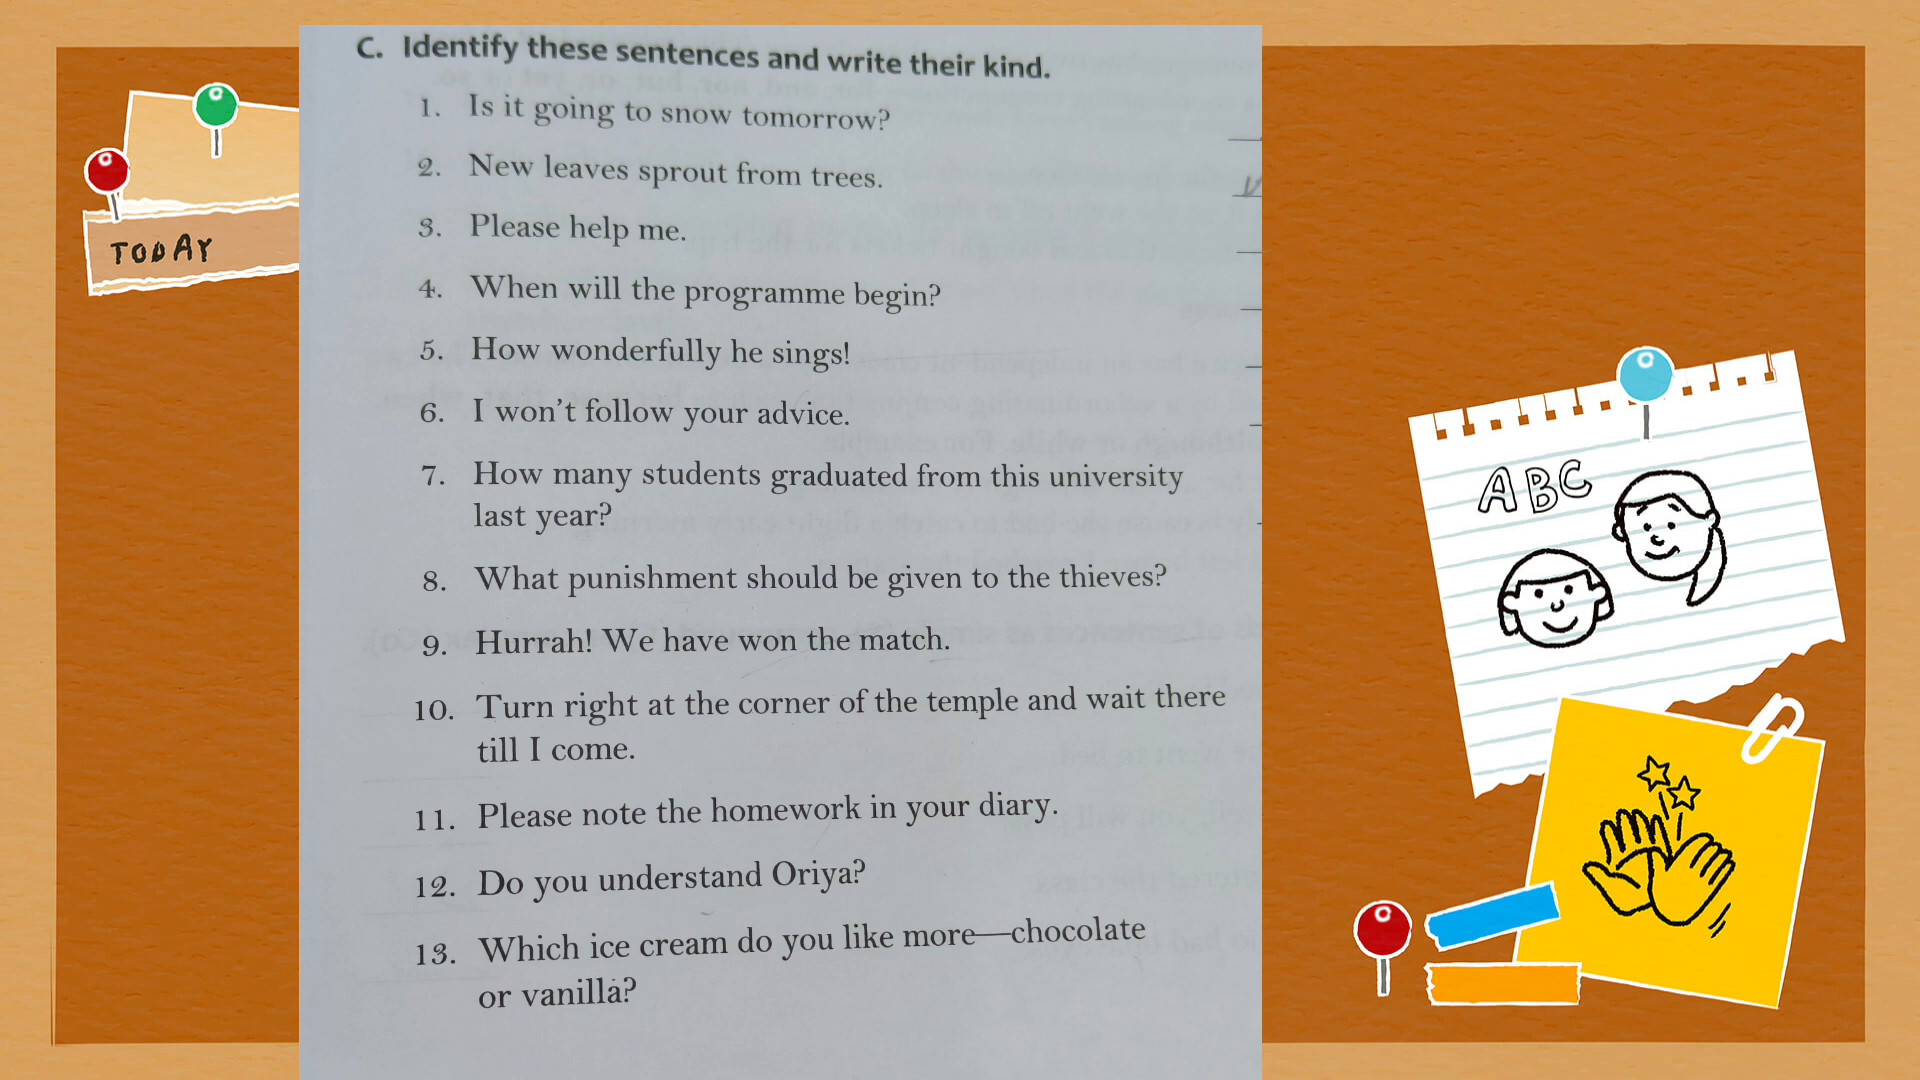 C. Identify these sentences and write their kind.
1. Is it going to snow tomorrow?
2. New leaves sprout from trees.
3. Please help me.
4. When will the programme begin?
5. How wonderfully he sings!
6. I won't follow your advice.
7. How many students graduated from this university
last year?
8. What punishment should be given to the thieves?
9. Hurrah! We have won the match.
10. Turn right at the corner of the temple and wait there
till I come.
11. Please note the homework in your diary.
12. Do you understand Oriya?
13. Which ice cream do you like more—chocolate
or vanilla?
TODAY
ABC